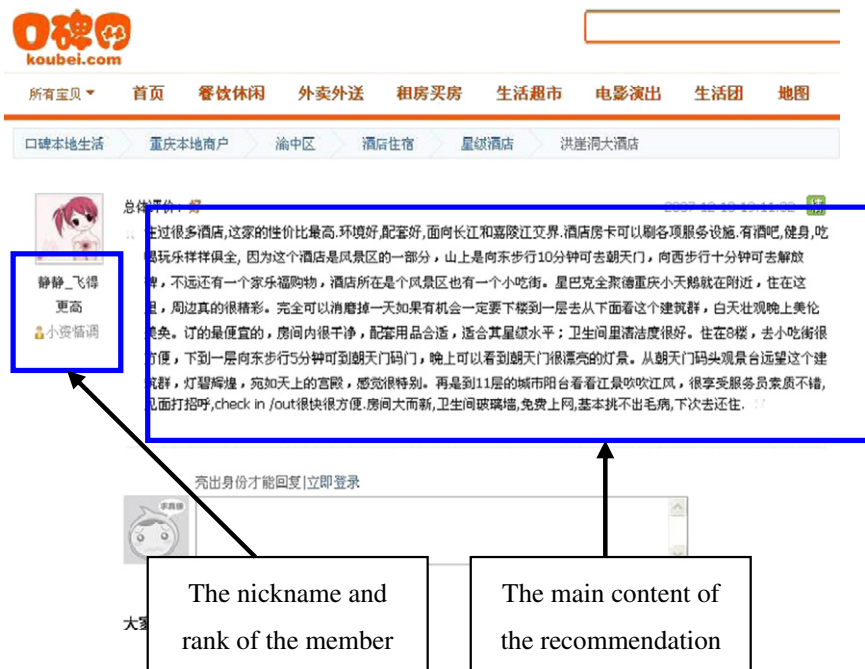 口碑网
koubei.com
所有宝贝 首页 餐饮休闲 外卖外送 租房买房 生活超市 电影演出 生活团 地图
口碑本地生活 重庆本地商户 渝中区 酒店住宿 星级酒店 洪崖洞大酒店
总体评价：好
住过很多酒店,这家的性价比最高.环境好,配套好,面向长江和嘉陵江交界.酒店房卡可以刷各项服务设施.有酒吧,健身,吃
喝玩乐样样俱全, 因为这个酒店是风景区的一部分，山上是向东步行10分钟可去朝天门，向西步行十分钟可去解放
碑，不远还有一个家乐福购物，酒店所在是个风景区也有一个小吃街。星巴克全聚德重庆小天鹅就在附近，住在这
里，周边真的很精彩。完全可以消磨掉一天如果有机会一定要下楼到一层去从下面看这个建筑群，白天壮观晚上美伦
美奂。订的最便宜的，房间内很干净，配套用品合适，适合其星级水平；卫生间里清洁度很好。住在8楼，去小吃街很
方便，下到一层向东步行5分钟可到朝天门码门，晚上可以看到朝天门很漂亮的灯景。从朝天门码头观景台远望这个建
筑群，灯碧辉煌，宛如天上的宫殿，感觉很特别。再是到11层的城市阳台看看江景吹吹江风，很享受服务员素质不错,
见面打招呼,check in /out很快很方便.房间大而新,卫生间玻璃墙,免费上网,基本挑不出毛病,下次去还住.
静静_飞得
更高
小资情调
亮出身份才能回复|立即登录
The nickname and
rank of the member
The main content of
the recommendation